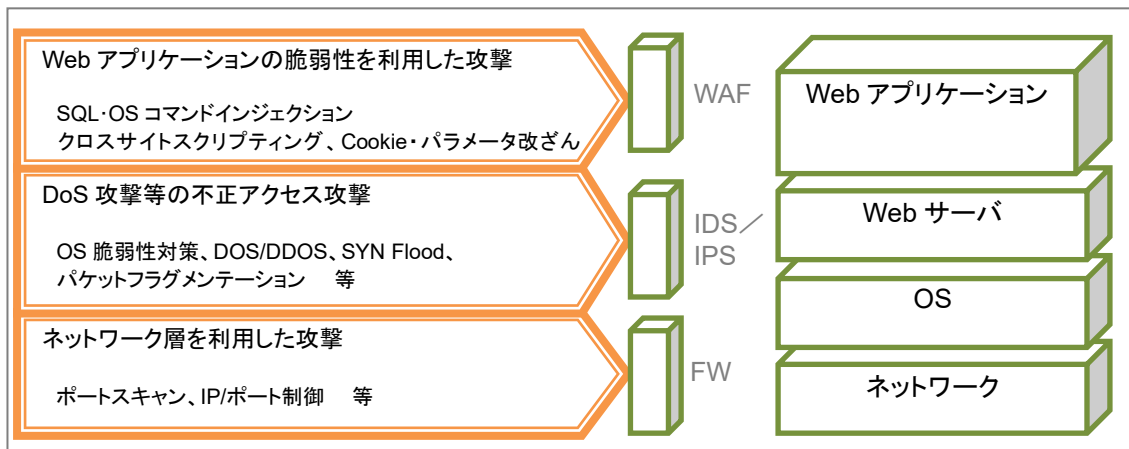 Web アプリケーションの脆弱性を利用した攻撃
SQL・OS コマンドインジェクション
クロスサイトスクリプティング、Cookie・パラメータ改ざん
WAF
Web アプリケーション
DoS 攻撃等の不正アクセス攻撃
OS 脆弱性対策、DOS/DDOS、SYN Flood、
パケットフラグメンテーション 等
IDS／
IPS
Web サーバ
OS
ネットワーク層を利用した攻撃
ポートスキャン、IP/ポート制御 等
FW
ネットワーク